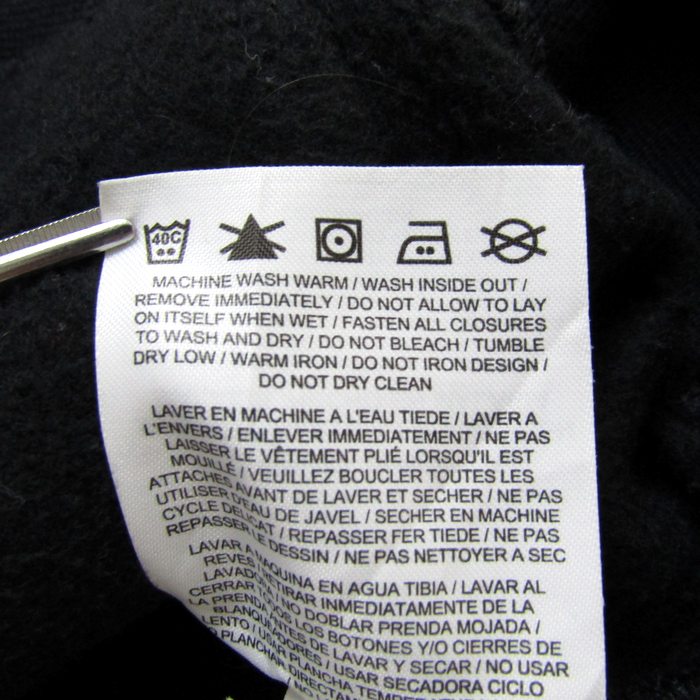 40C
MACHINE WASH WARM / WASH INSIDE OUT /
REMOVE IMMEDIATELY / DO NOT ALLOW TO LAY
ON ITSELF WHEN WET / FASTEN ALL CLOSURES
TO WASH AND DRY / DO NOT BLEACH / TUMBLE
DRY LOW / WARM IRON / DO NOT IRON DESIGN /
DO NOT DRY CLEAN
LAVER EN MACHINE A L'EAU TIEDE / LAVER A
L'ENVERS / ENLEVER IMMEDIATEMENT / NE PAS
LAISSER LE VÊTEMENT PLIÉ LORSQU'IL EST
MOUILLÉ / VEUILLEZ BOUCLER TOUTES LES
ATTACHES AVANT DE LAVER ET SECHER / NE PAS
UTILISER D'EAU DE JAVEL / SECHER EN MACHINE
CYCLE DELICAT / REPASSER FER TIEDE / NE PAS
REPASSER LE DESSIN / NE PAS NETTOYER A SEC
LAVAR A MAQUINA EN AGUA TIBIA / LAVAR AL
REVES / RETIRAR INMEDIATAMENTE DE LA
LAVADORA / NO DOBLAR PRENDA MOJADA /
CERRAR TODOS LOS BOTONES Y/O CIERRES DE
LA PRENDA ANTES DE LAVAR Y SECAR / NO USAR
BLANQUEADORES / USAR SECADORA CICLO
LENTO / USAR PLANCHA
PLANCHAR DIRECTAMENTE